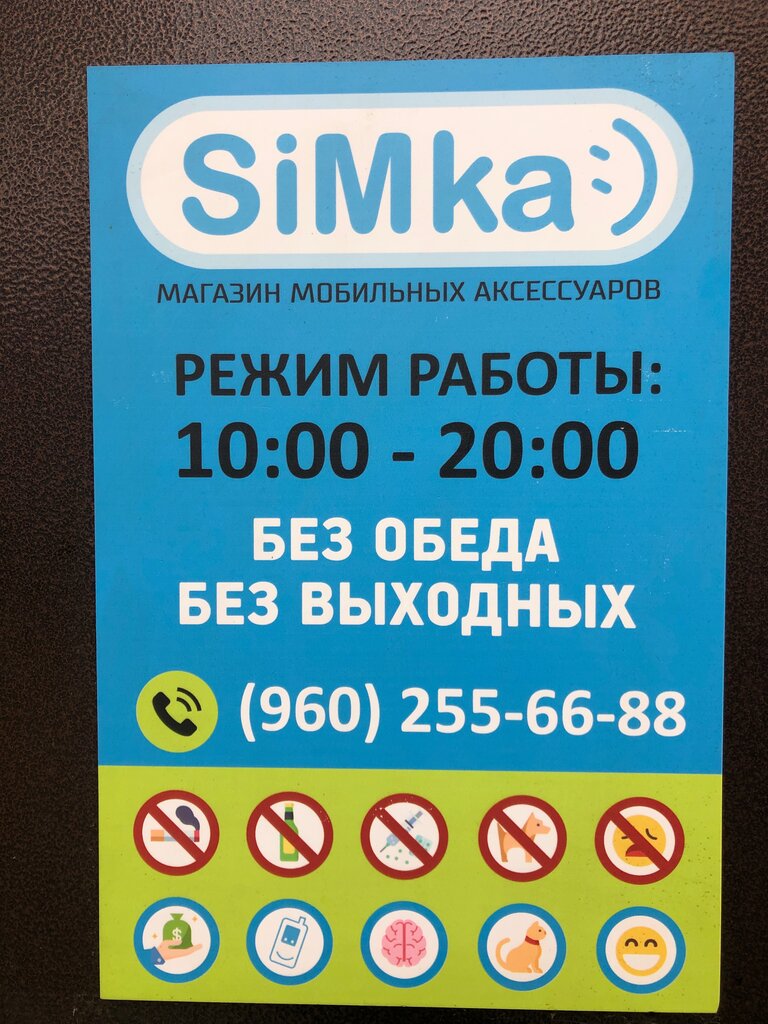 SiMka:)
МАГАЗИН МОБИЛЬНЫХ АКСЕССУАРОВ
РЕЖИМ РАБОТЫ:
10:00 - 20:00
БЕЗ ОБЕДА
БЕЗ ВЫХОДНЫХ
(960) 255-66-88
$